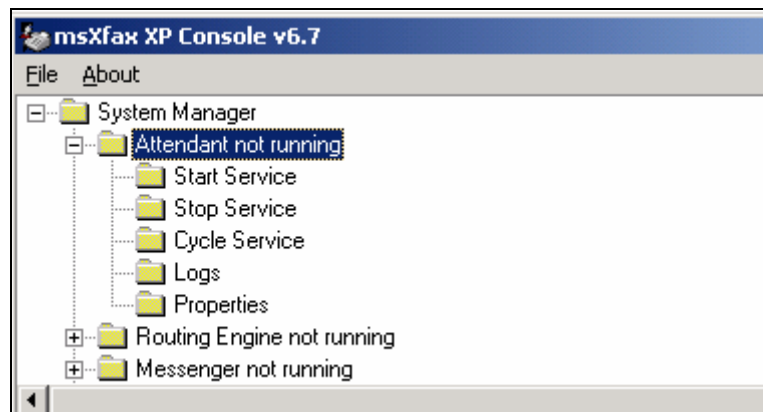 msXfax XP Console v6.7
File About
System Manager
Attendant not running
Start Service
Stop Service
Cycle Service
Logs
Properties
Routing Engine not running
Messenger not running